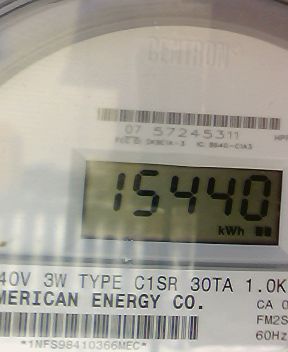 07 57245311
15440
kWh
40V 3W TYPE C1SR 30TA 1.0K
MERICAN ENERGY CO.
CA 0
FM2S
60Hz
*1NFS98410366MEC*